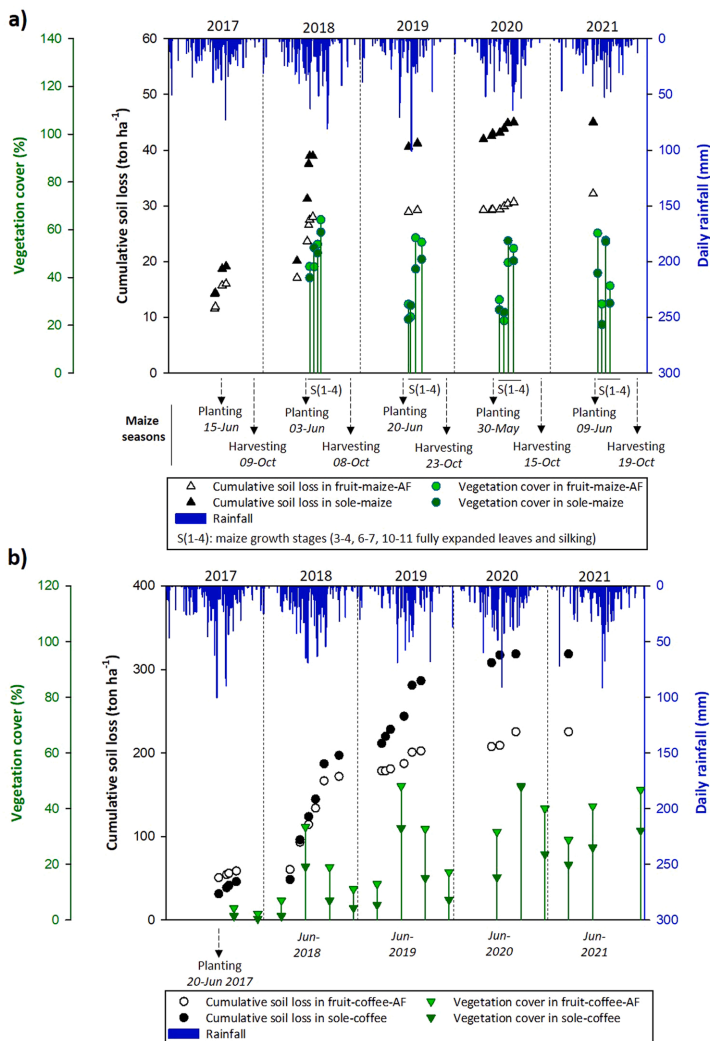 a)
2017 2018 2019 2020 2021
140 60 0
120 50 50
100 40 100
80 30 150
60 20 200
40 10 250
20 0 300
0
Vegetation cover (%)
Cumulative soil loss (ton ha-1)
Daily rainfall (mm)
S(1-4) S(1-4) S(1-4) S(1-4)
Maize seasons
Planting 15-Jun
Planting 03-Jun
Planting 20-Jun
Planting 30-May
Planting 09-Jun
Harvesting 09-Oct
Harvesting 08-Oct
Harvesting 23-Oct
Harvesting 15-Oct
Harvesting 19-Oct
Cumulative soil loss in fruit-maize-AF Vegetation cover in fruit-maize-AF
Cumulative soil loss in sole-maize Vegetation cover in sole-maize
Rainfall
S(1-4): maize growth stages (3-4, 6-7, 10-11 fully expanded leaves and silking)
b)
2017 2018 2019 2020 2021
120 400 0
100 300 50
80 200 100
60 100 150
40 0 200
20 250
0 300
Vegetation cover (%)
Cumulative soil loss (ton ha-1)
Daily rainfall (mm)
Jun-2018
Jun-2019
Jun-2020
Jun-2021
Planting
20-Jun 2017
Cumulative soil loss in fruit-coffee-AF Vegetation cover in fruit-coffee-AF
Cumulative soil loss in sole-coffee Vegetation cover in sole-coffee
Rainfall